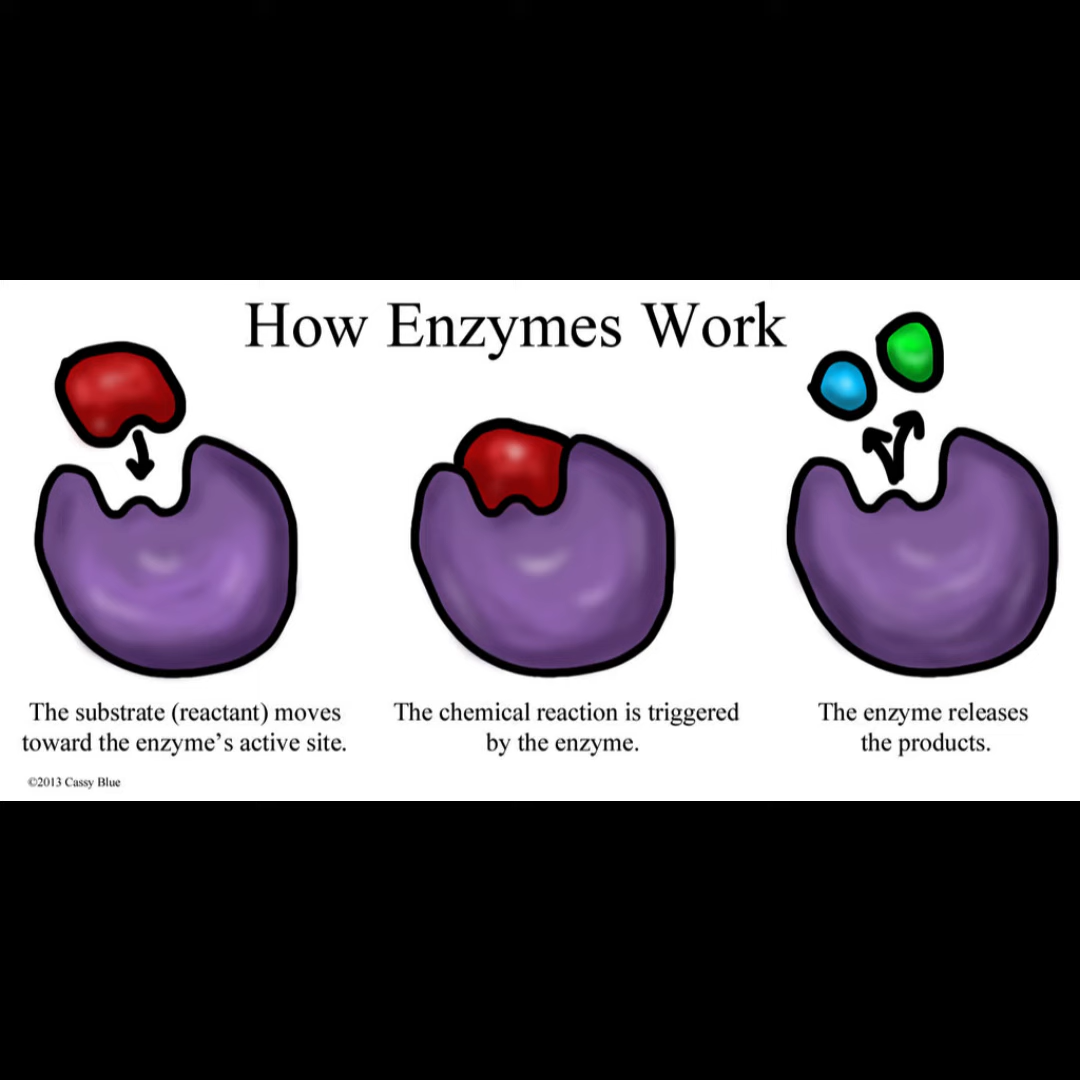 How Enzymes Work
The substrate (reactant) moves
toward the enzyme's active site.
The chemical reaction is triggered
by the enzyme.
The enzyme releases
the products.
©2013 Cassy Blue